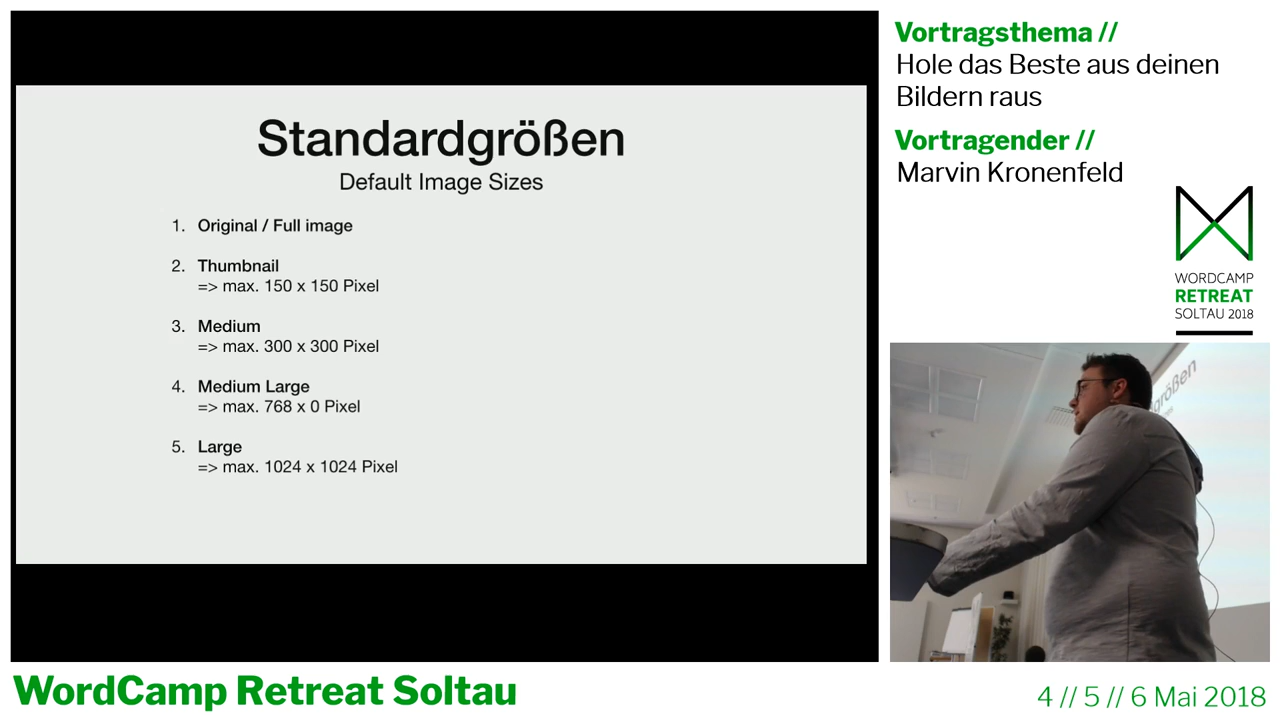 Standardgrößen
Default Image Sizes
1. Original / Full image
2. Thumbnail
=> max. 150 x 150 Pixel
3. Medium
=> max. 300 x 300 Pixel
4. Medium Large
=> max. 768 x 0 Pixel
5. Large
=> max. 1024 x 1024 Pixel
Vortragsthema //
Hole das Beste aus deinen
Bildern raus
Vortragender //
Marvin Kronenfeld
WORDCAMP
RETREAT
SOLTAU 2018
größen
WordCamp Retreat Soltau
4 // 5 // 6 Mai 2018